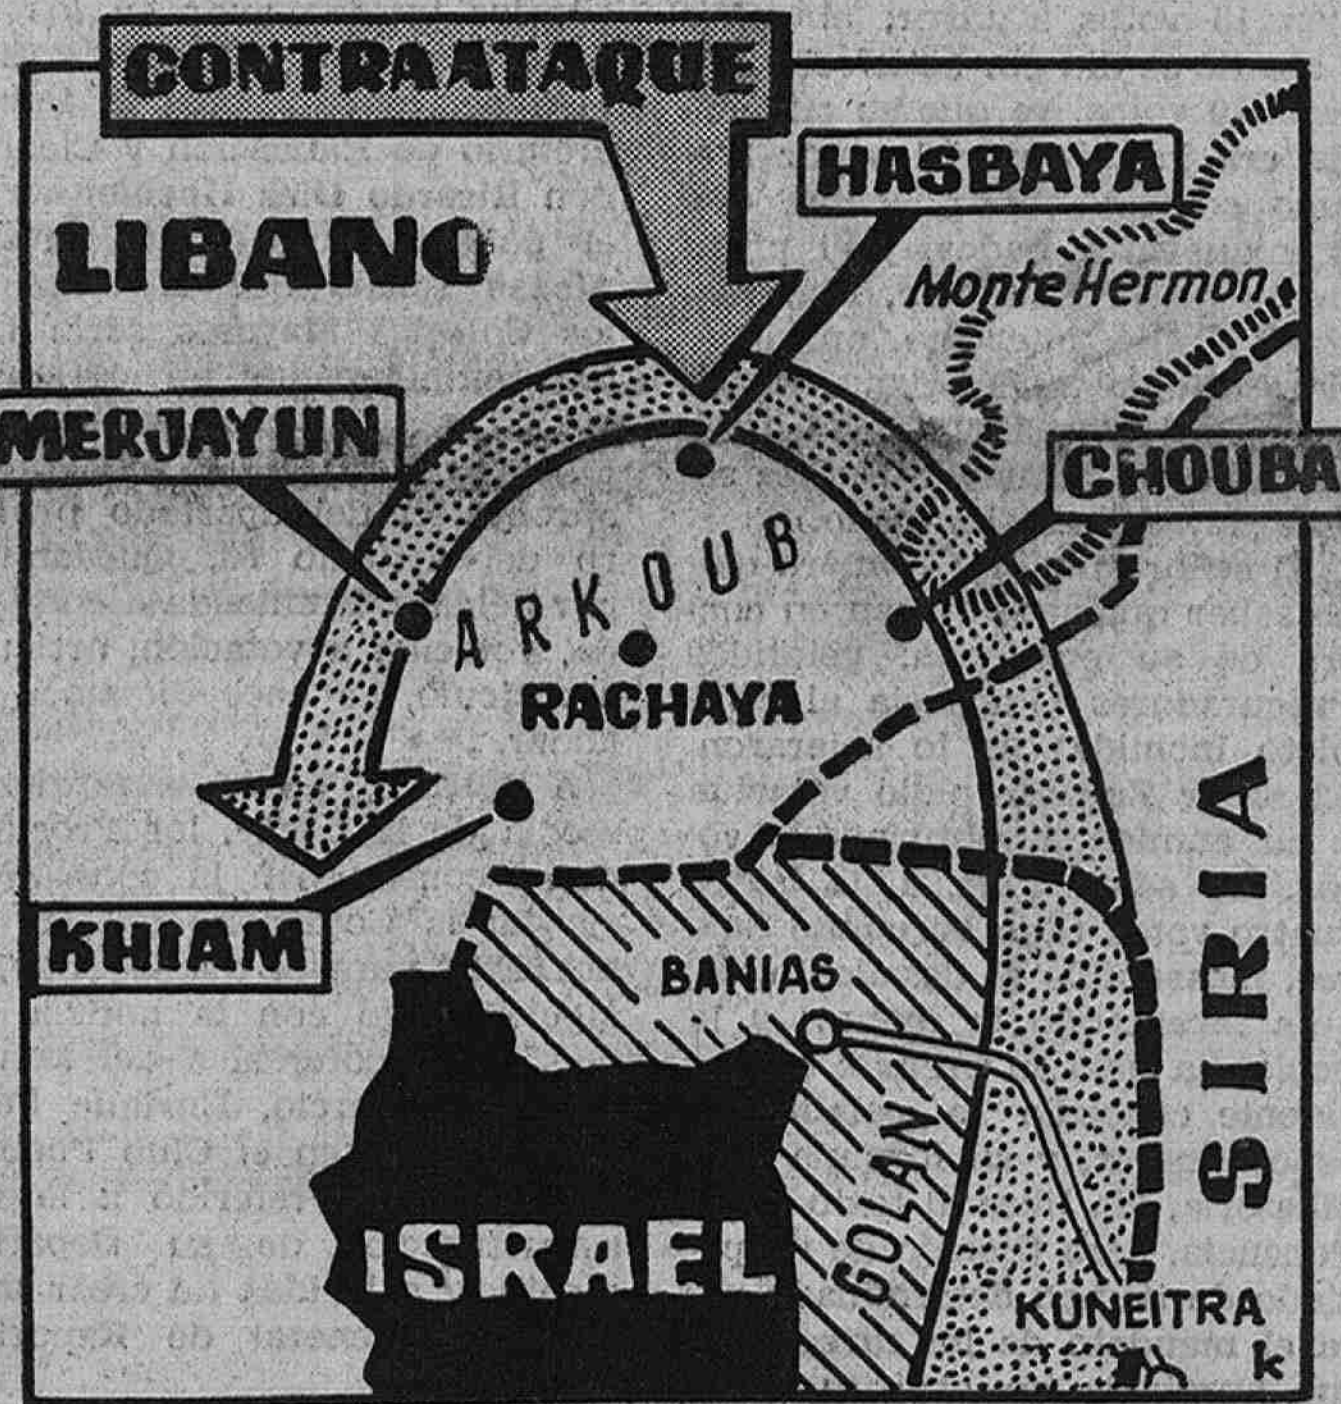 CONTRAATAQUE
HASBAYA
LIBANO
Monte Hermon
MERJAYUN
CHOUBA
ARKOUB
RACHAYA
SIRIA
KHIAM
BANIAS
GOLAN
ISRAEL
KUNEITRA
k